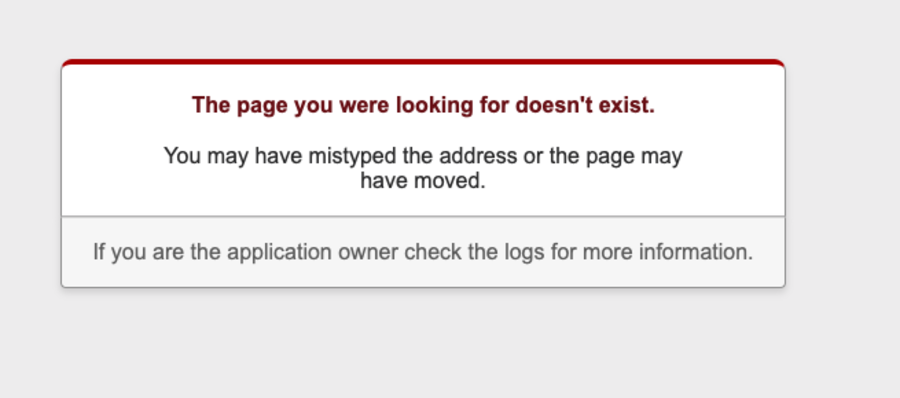 The page you were looking for doesn't exist.
You may have mistyped the address or the page may
have moved.
If you are the application owner check the logs for more information.